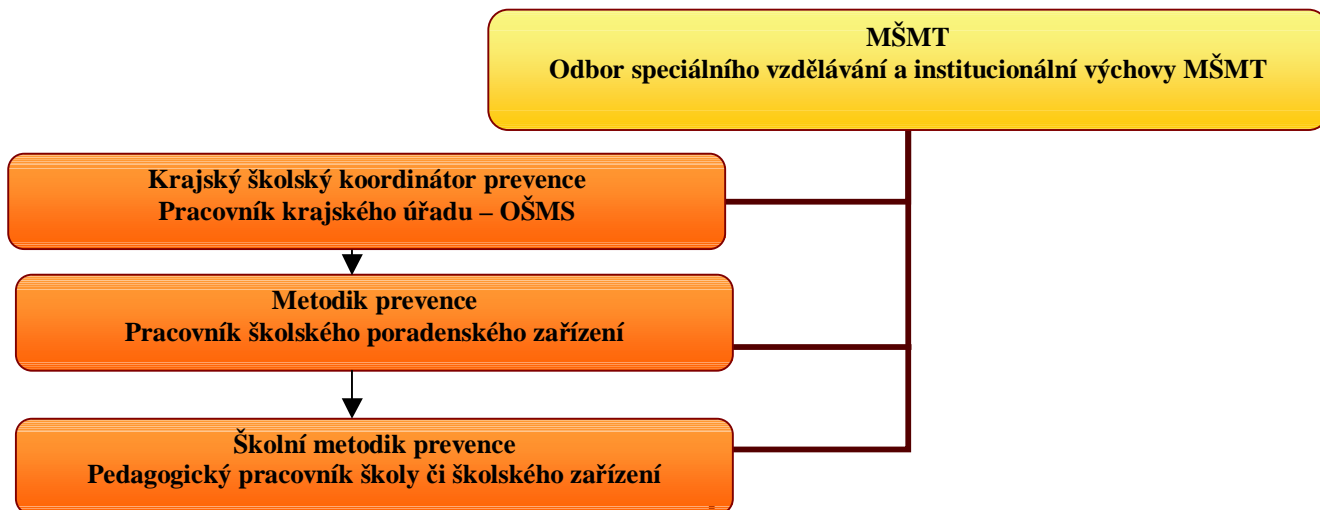 MŠMT
Odbor speciálního vzdělávání a institucionální výchovy MŠMT
Krajský školský koordinátor prevence
Pracovník krajského úřadu – OŠMS
Metodik prevence
Pracovník školského poradenského zařízení
Školní metodik prevence
Pedagogický pracovník školy či školského zařízení